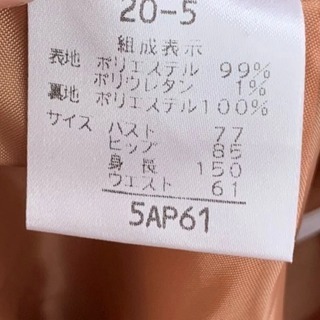 20-5
組成表示
表地 ポリエステル 99%
ポリウレタン 1%
裏地 ポリエステル100%
サイズ バスト 77
ヒップ 85
身長 150
ウエスト 61
5AP61